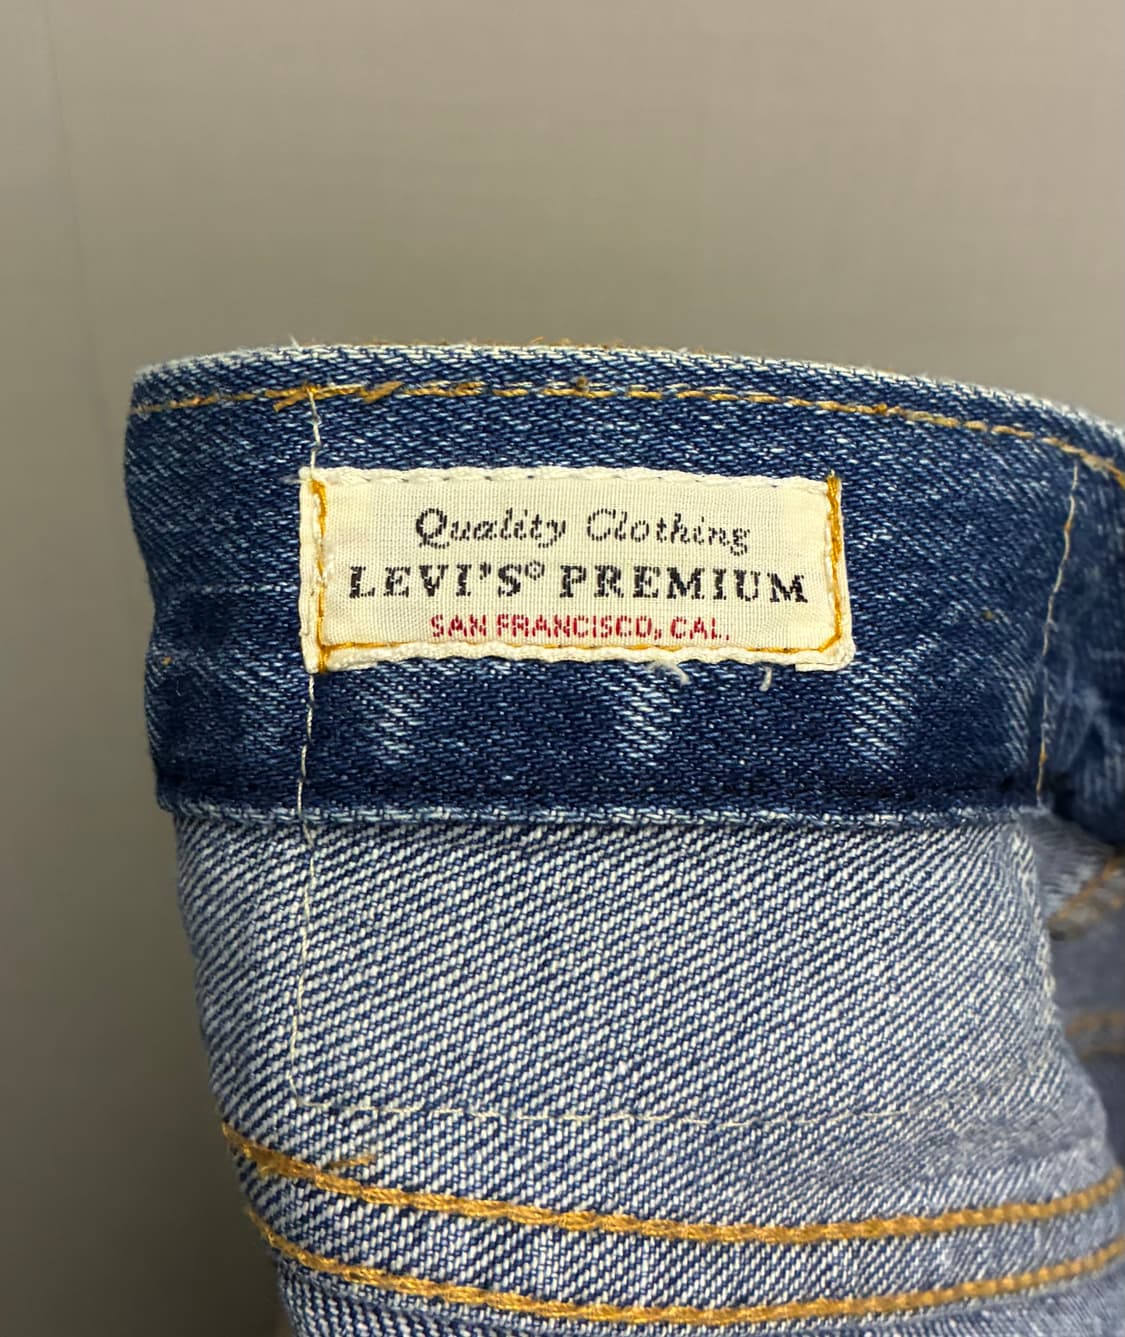 Quality Clothing
LEVI'S® PREMIUM
SAN FRANCISCO, CAL.